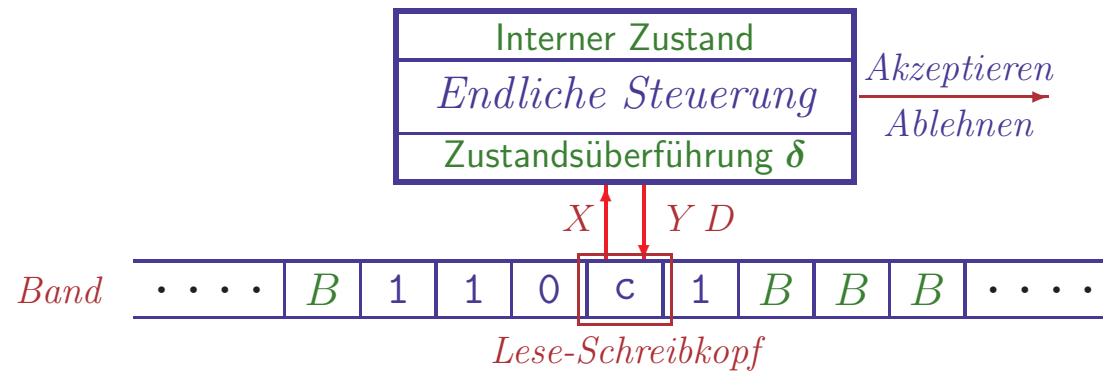 Interner Zustand
Endliche Steuerung
Zustandsüberführung δ
Akzeptieren
Ablehnen
X Y D
Band · · · · B 1 1 0 c 1 B B B · · · ·
Lese-Schreibkopf